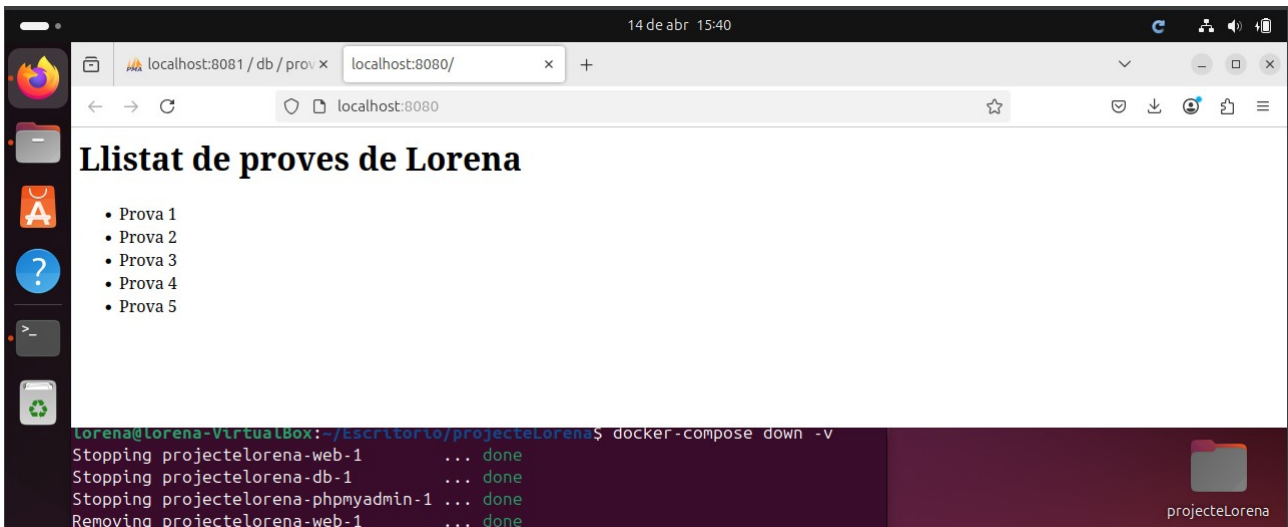 14 de abr 15:40
localhost:8081 / db / prov
localhost:8080/
localhost:8080
Llistat de proves de Lorena
Prova 1
Prova 2
Prova 3
Prova 4
Prova 5
lorena@lorena-VirtualBox:~/Escritorio/projecteLorena$ docker-compose down -v
Stopping projectelorena-web-1 ... done
Stopping projectelorena-db-1 ... done
Stopping projectelorena-phpmyadmin-1 ... done
Removing projectelorena-web-1 ... done
projecteLorena